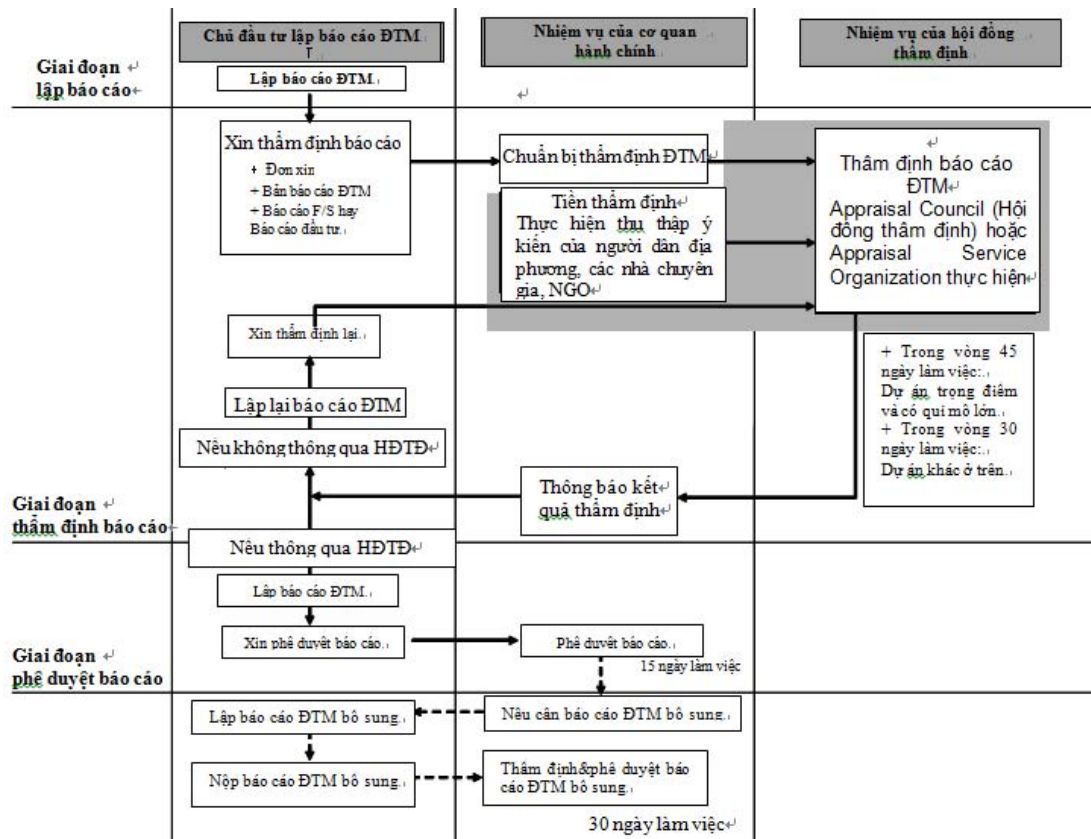 Chủ đầu tư lập báo cáo ĐTM
Nhiệm vụ của cơ quan
hành chính
Nhiệm vụ của hội đồng
thẩm định
Giai đoạn
lập báo cáo
Lập báo cáo ĐTM
Xin thẩm định báo cáo
+ Đơn xin
+ Bản báo cáo ĐTM
+ Báo cáo F/S hay
Báo cáo đầu tư
Chuẩn bị thẩm định ĐTM
Tiền thẩm định
Thực hiện thu thập ý
kiến của người dân địa
phương, các nhà chuyên
gia, NGO
Thẩm định báo cáo
ĐTM
Appraisal Council (Hội
đồng thẩm định) hoặc
Appraisal Service
Organization thực hiện
Xin thẩm định lại
Lập lại báo cáo ĐTM
Nếu không thông qua HĐTĐ
+ Trong vòng 45
ngày làm việc:
Dự án trọng điểm
và có qui mô lớn
+ Trong vòng 30
ngày làm việc:
Dự án khác ở trên
Thông báo kết
quả thẩm định
Giai đoạn
thẩm định báo cáo
Nếu thông qua HĐTĐ
Lập báo cáo ĐTM
Xin phê duyệt báo cáo
Phê duyệt báo cáo
15 ngày làm việc
Giai đoạn
phê duyệt báo cáo
Lập báo cáo ĐTM bổ sung
Nếu cần báo cáo ĐTM bổ sung
Nộp báo cáo ĐTM bổ sung
Thẩm định&phê duyệt báo
cáo ĐTM bổ sung
30 ngày làm việc